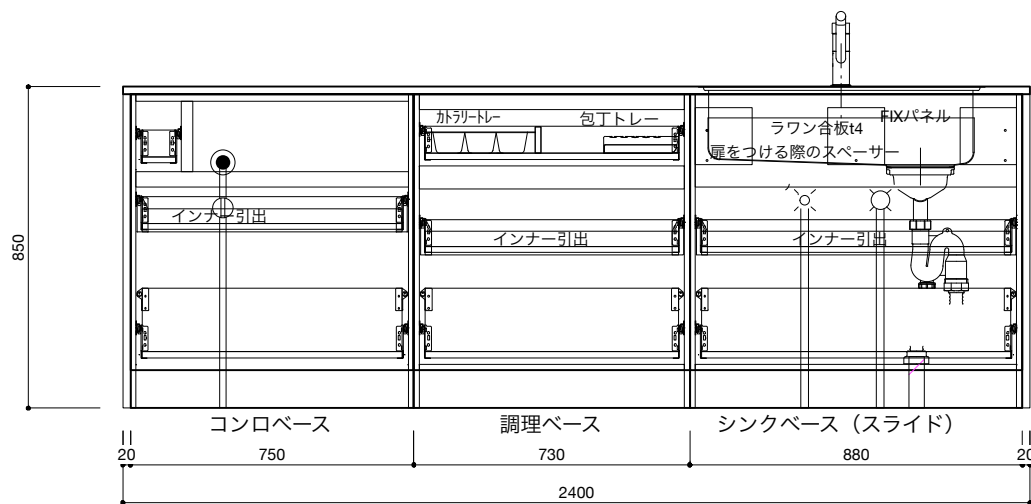 カトラリートレー
包丁トレー
ラワン合板t4
FIXパネル
扉をつける際のスペーサー
インナー引出
インナー引出
インナー引出
850
コンロベース
調理ベース
シンクベース（スライド）
20
750
730
880
20
2400